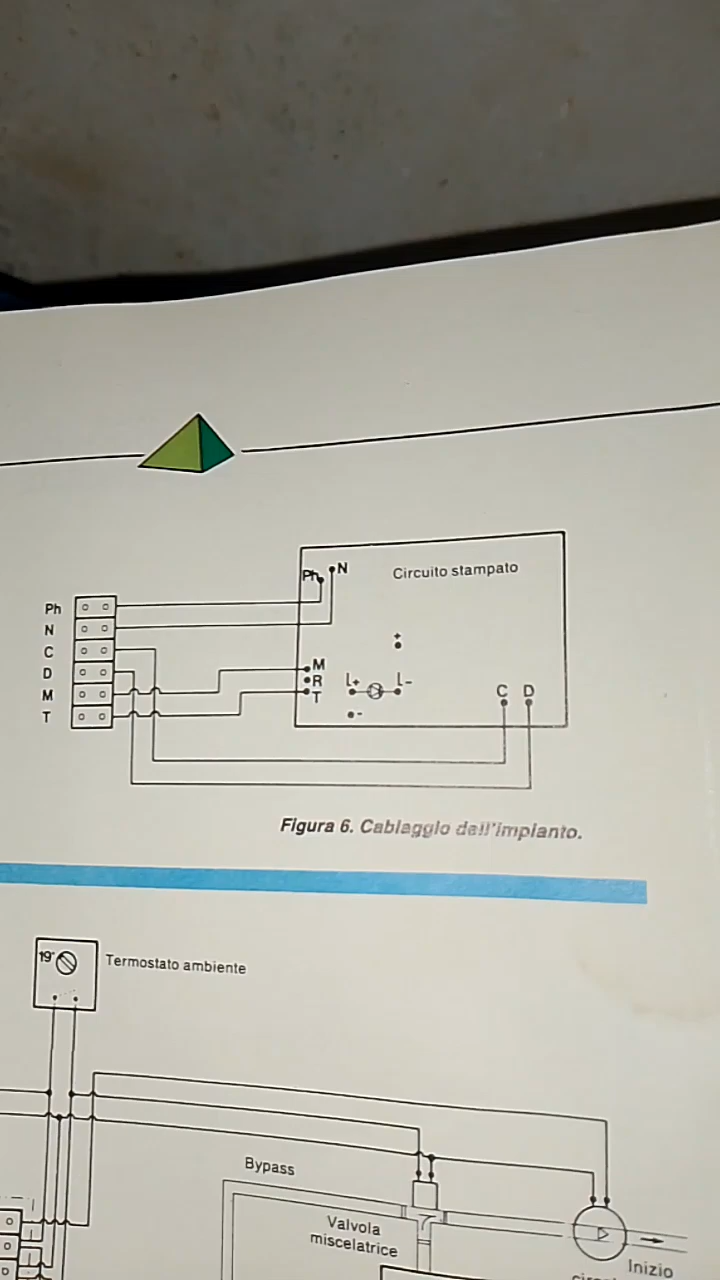 Ph
N
C
D
M
T
Ph N
Circuito stampato
+
M
R
T
L+ L-
-
C D
Figura 6. Cablaggio dell'impianto.
19°
Termostato ambiente
Bypass
Valvola
miscelatrice
Inizio